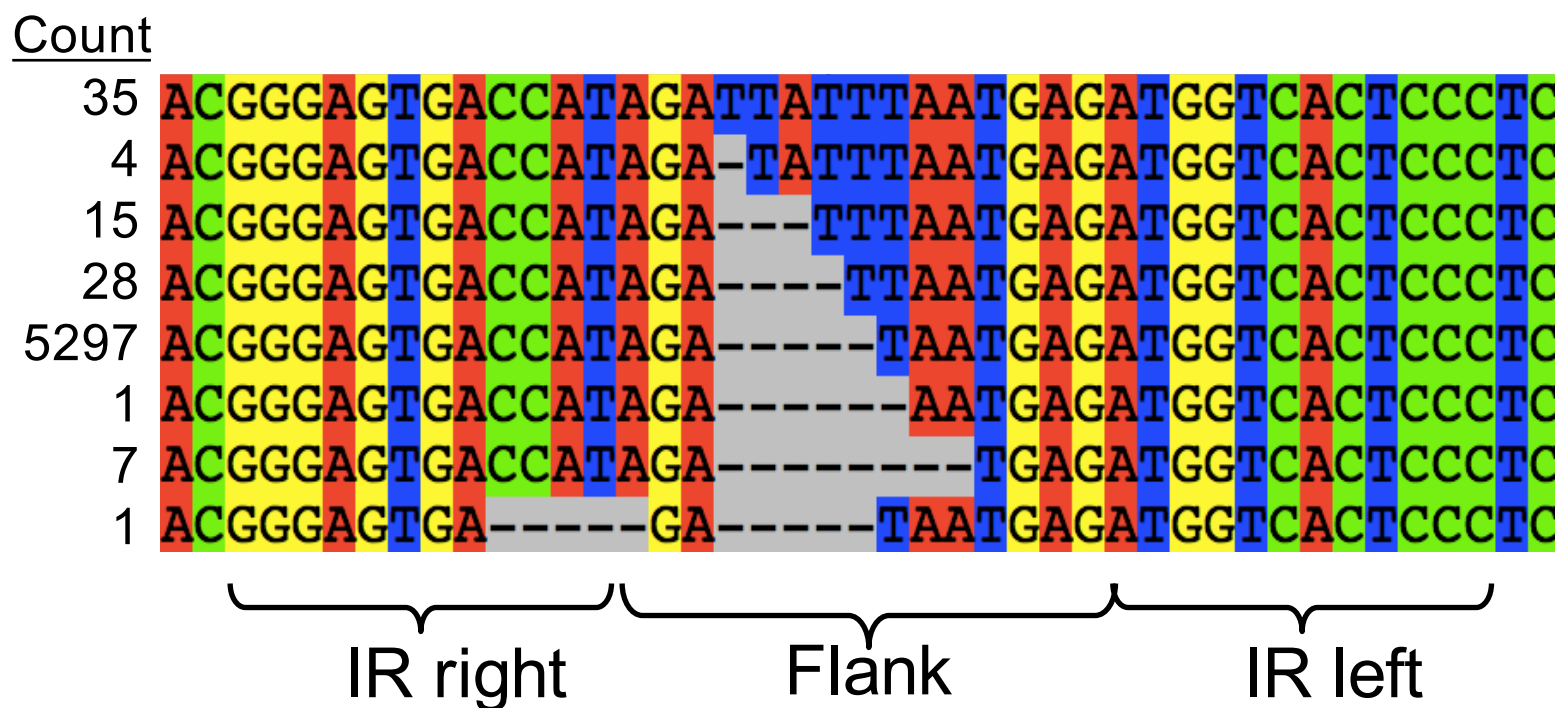 Count
35 ACGGGAGTGACCATAGATTATTTAATGAGATGGTCACTCCCTC
4 ACGGGAGTGACCATAGA-TATTTAATGAGATGGTCACTCCCTC
15 ACGGGAGTGACCATAGA---TTTAATGAGATGGTCACTCCCTC
28 ACGGGAGTGACCATAGA----TTAATGAGATGGTCACTCCCTC
5297 ACGGGAGTGACCATAGA-----TAATGAGATGGTCACTCCCTC
1 ACGGGAGTGACCATAGA------AATGAGATGGTCACTCCCTC
7 ACGGGAGTGACCATAGA--------TGAGATGGTCACTCCCTC
1 ACGGGAGTGA-----GA-----TAATGAGATGGTCACTCCCTC
IR right Flank IR left